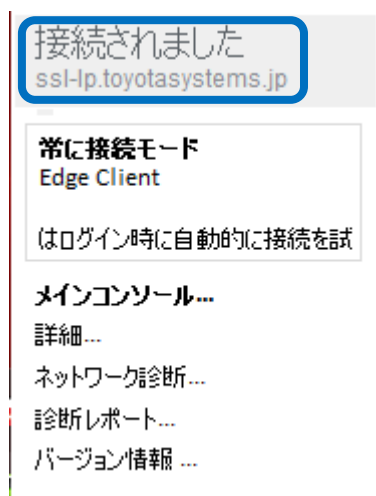 接続されました
ssl-lp.toyotasystems.jp
常に接続モード
Edge Client
はログイン時に自動的に接続を試
メインコンソール...
詳細...
ネットワーク診断...
診断レポート...
バージョン情報 ...